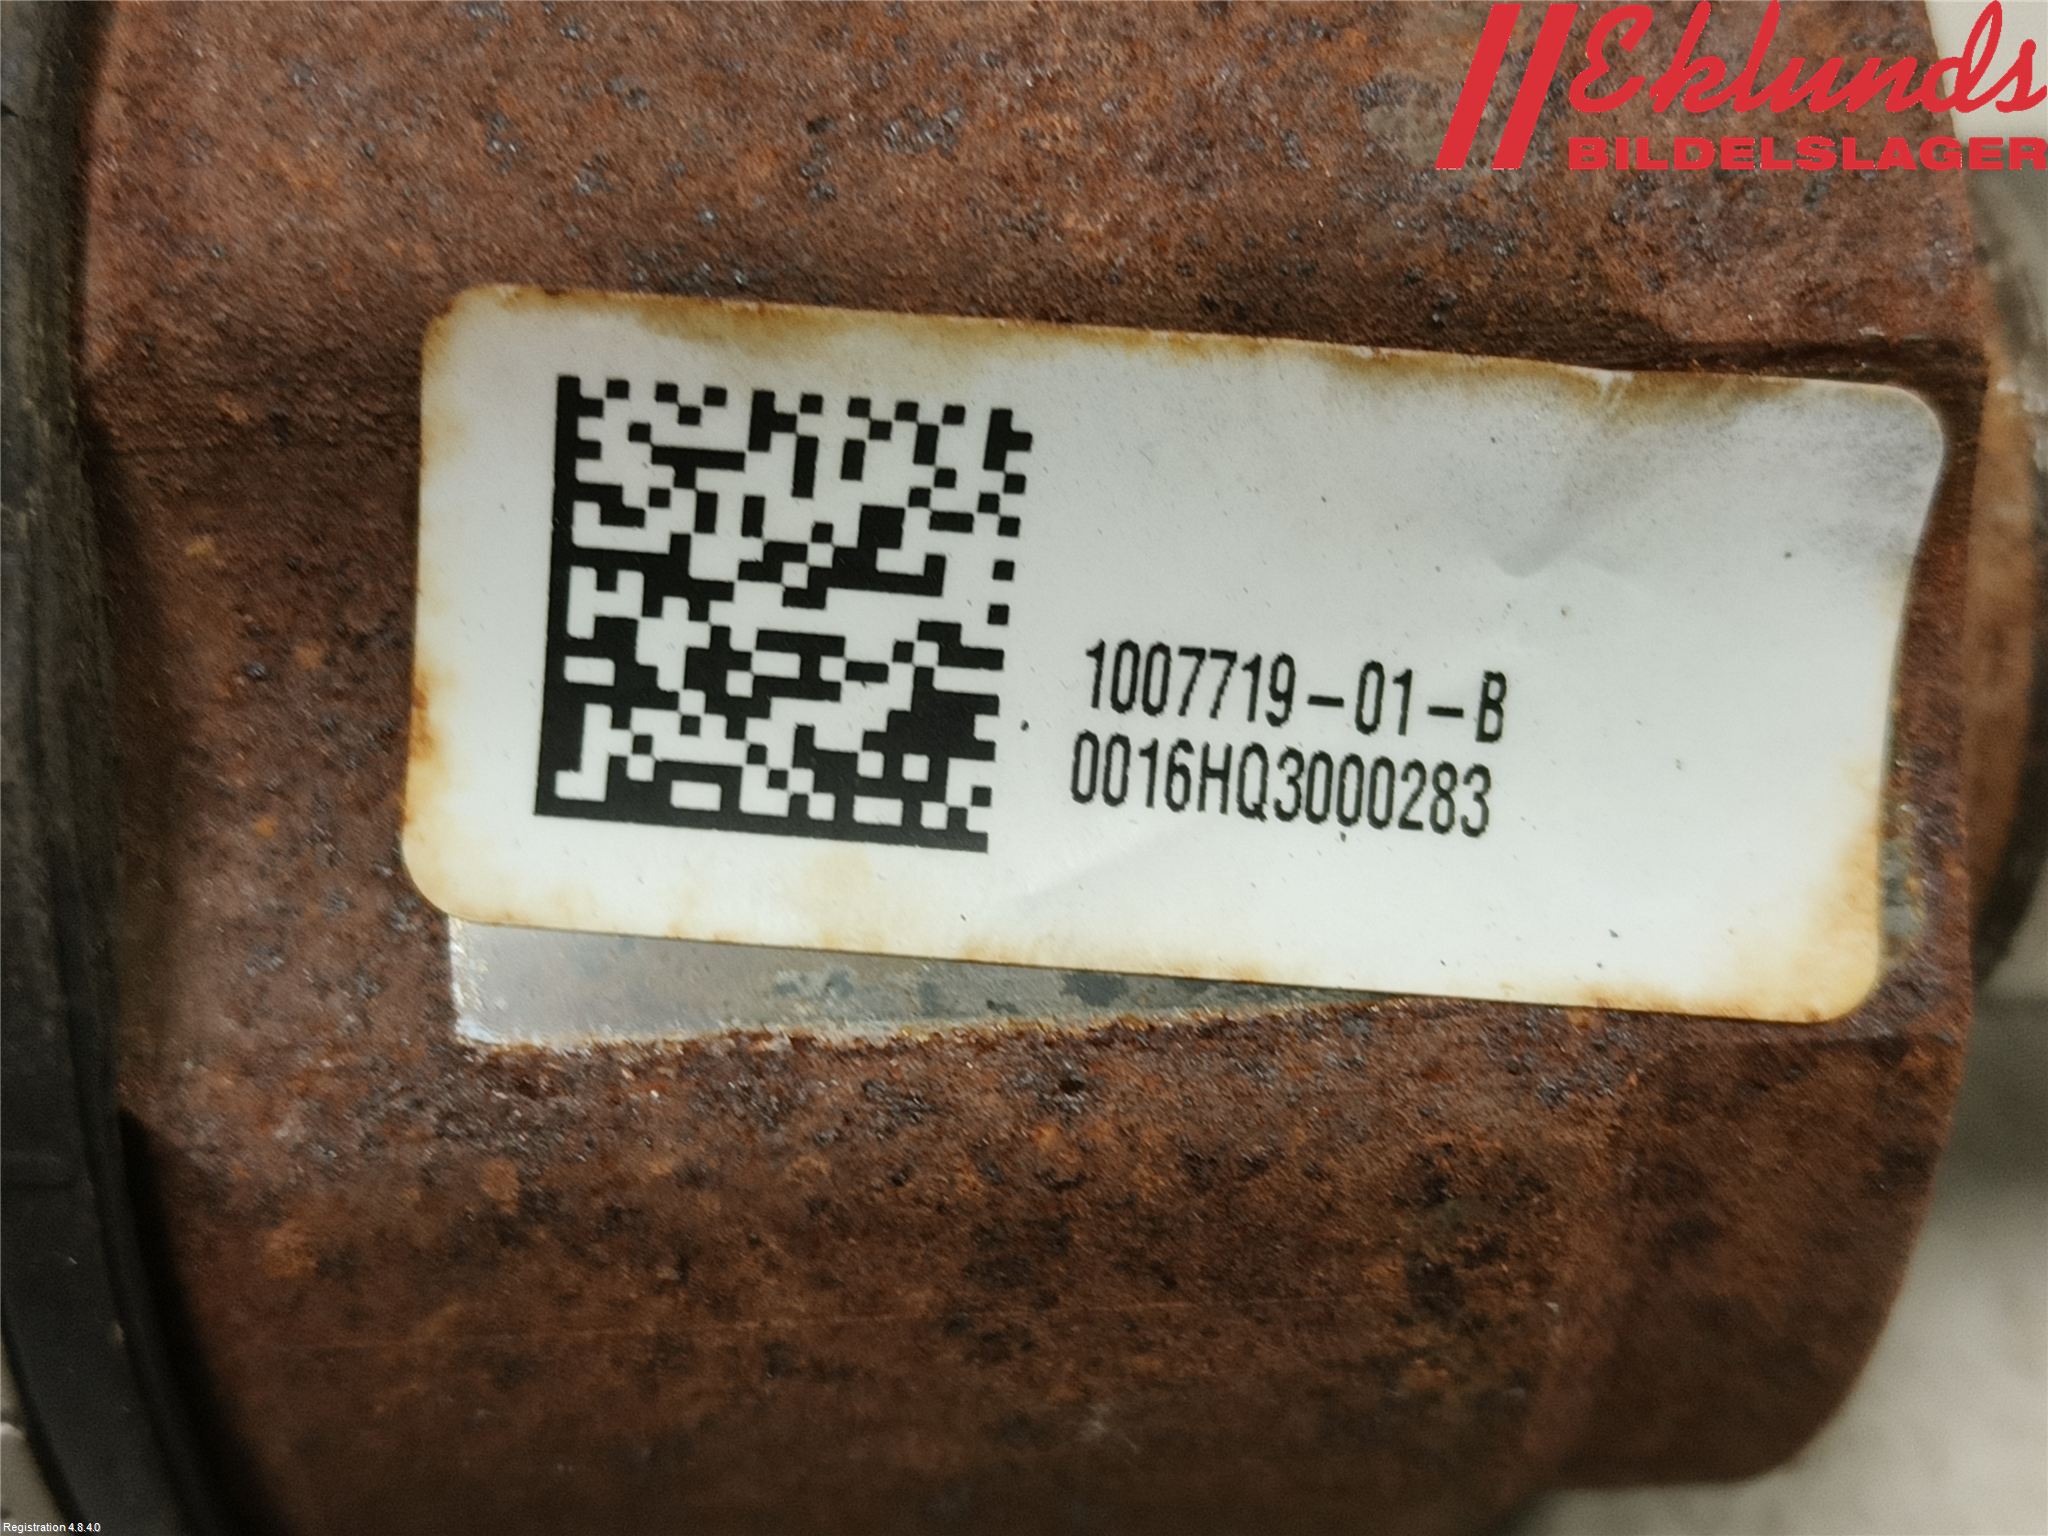 Eklunds
BILDELSLAGER
1007719-01-B
0016HQ3000283
Registration 4.8.4.0